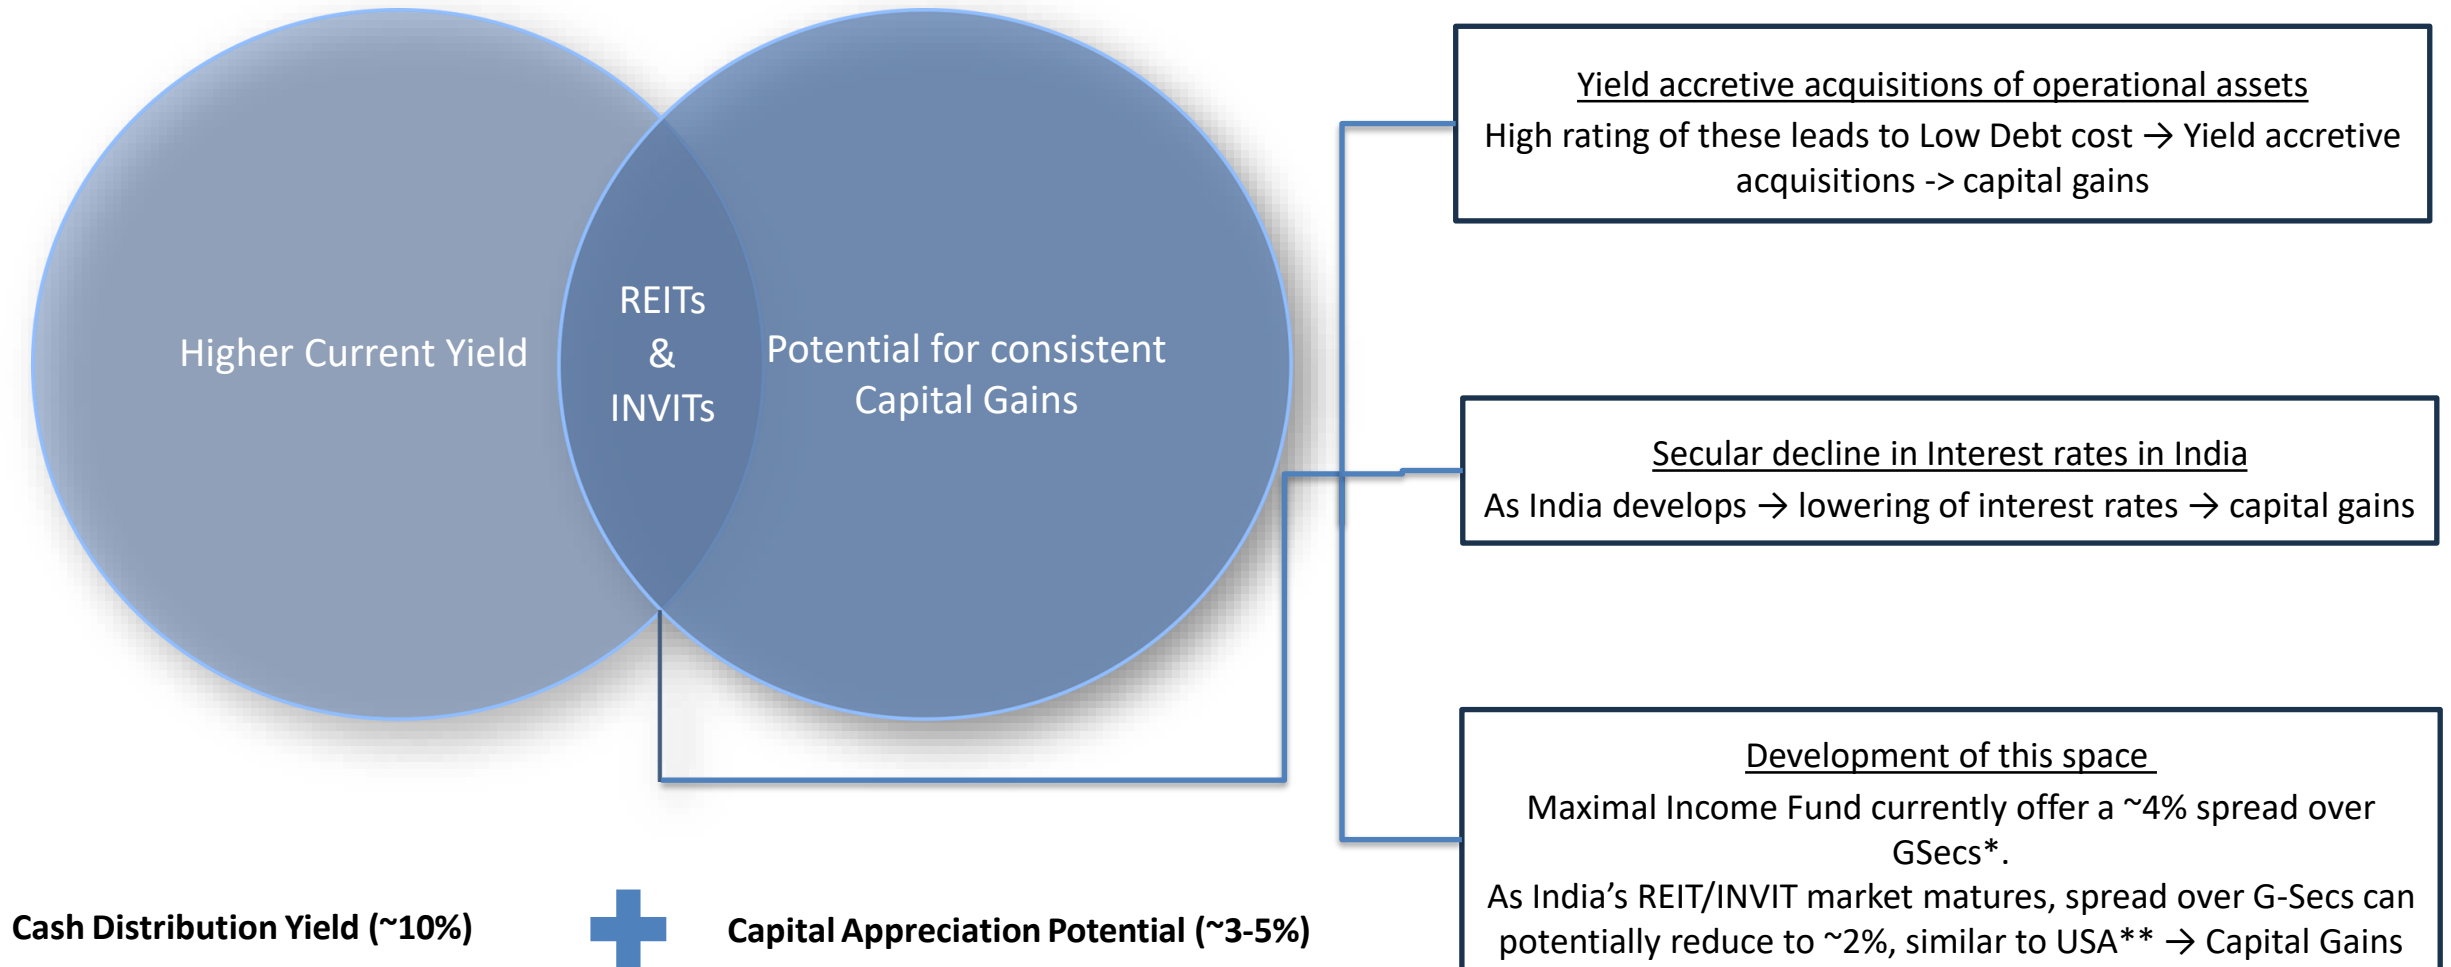 Higher Current Yield
REITs
&
INVITs
Potential for consistent
Capital Gains
Yield accretive acquisitions of operational assets
High rating of these leads to Low Debt cost → Yield accretive
acquisitions -> capital gains
Secular decline in Interest rates in India
As India develops → lowering of interest rates → capital gains
Development of this space
Maximal Income Fund currently offer a ~4% spread over
GSecs*.
As India’s REIT/INVIT market matures, spread over G-Secs can
potentially reduce to ~2%, similar to USA** → Capital Gains
Cash Distribution Yield (~10%)
Capital Appreciation Potential (~3-5%)